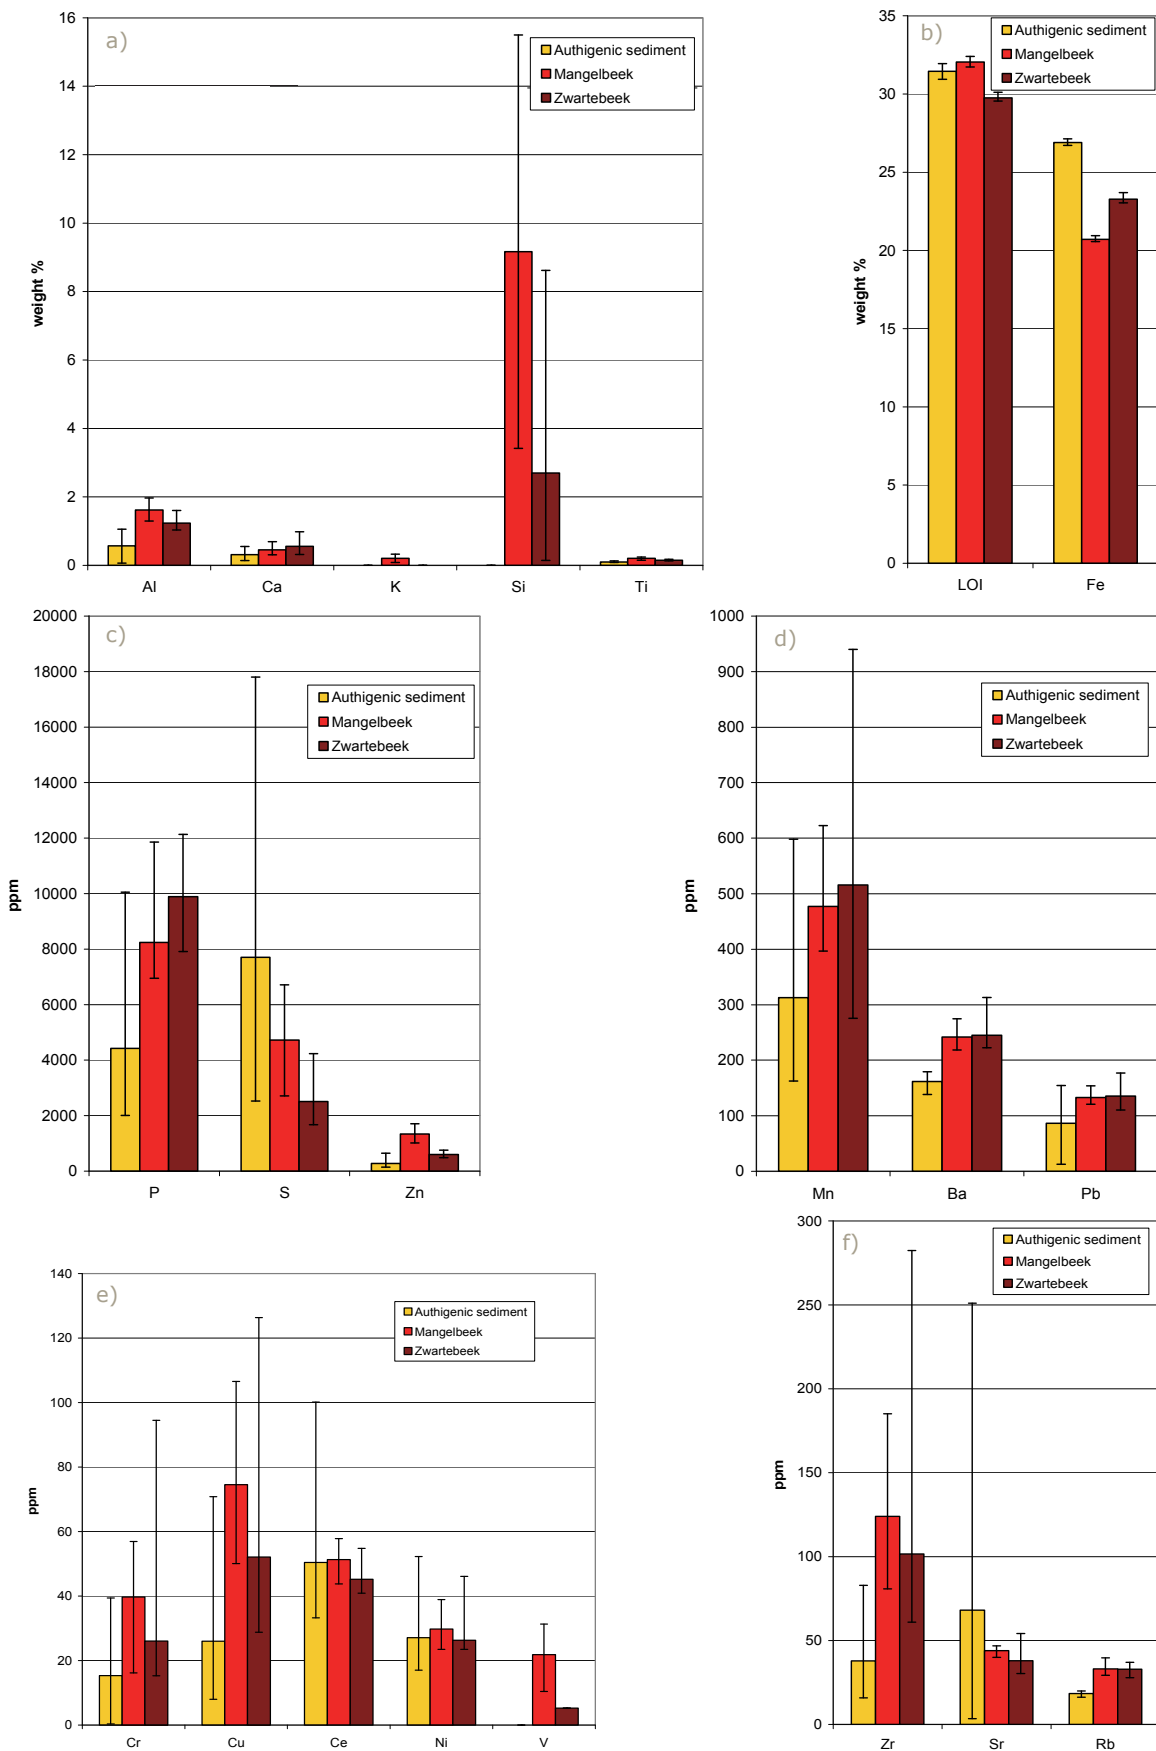 a)
16
14
12
10
8
6
4
2
0
weight %
Authigenic sediment
Mangelbeek
Zwartebeek
Al Ca K Si Ti
b)
35
30
25
20
15
10
5
0
weight %
Authigenic sediment
Mangelbeek
Zwartebeek
LOI Fe
c)
20000
18000
16000
14000
12000
10000
8000
6000
4000
2000
0
ppm
Authigenic sediment
Mangelbeek
Zwartebeek
P S Zn
d)
1000
900
800
700
600
500
400
300
200
100
0
ppm
Authigenic sediment
Mangelbeek
Zwartebeek
Mn Ba Pb
e)
140
120
100
80
60
40
20
0
ppm
Authigenic sediment
Mangelbeek
Zwartebeek
Cr Cu Ce Ni V
f)
300
250
200
150
100
50
0
ppm
Authigenic sediment
Mangelbeek
Zwartebeek
Zr Sr Rb